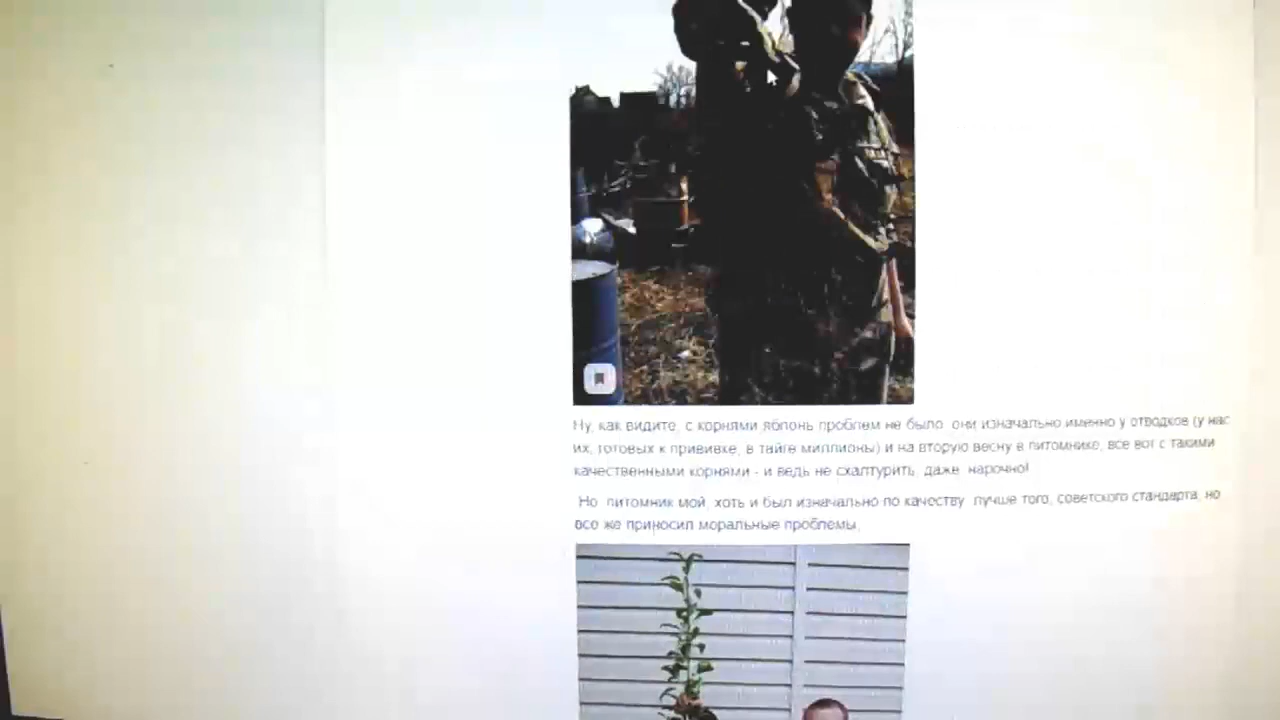 Ну, как видите, с корнями яблонь проблем не было, они изначально именно у отводков (у нас
их, готовых к прививке, в тайге миллионы) и на вторую весну в питомнике, все вот с такими
качественными корнями - и ведь не схалтурить, даже, нарочно!
Но питомник мой, хоть и был изначально по качеству лучше того, советского стандарта, но
все же приносил моральные проблемы.